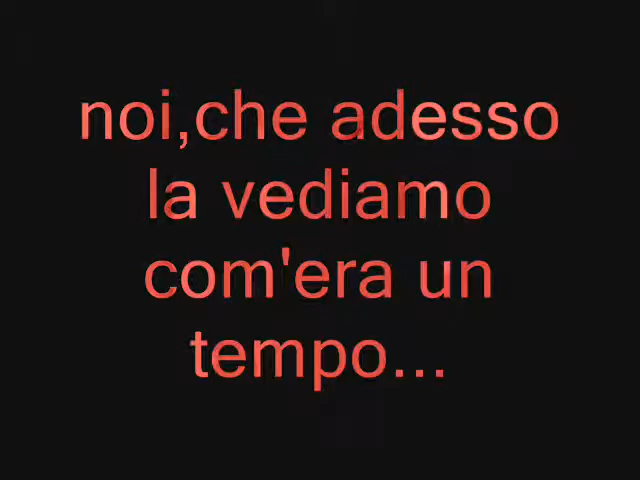 noi,che adesso
la vediamo
com'era un
tempo...